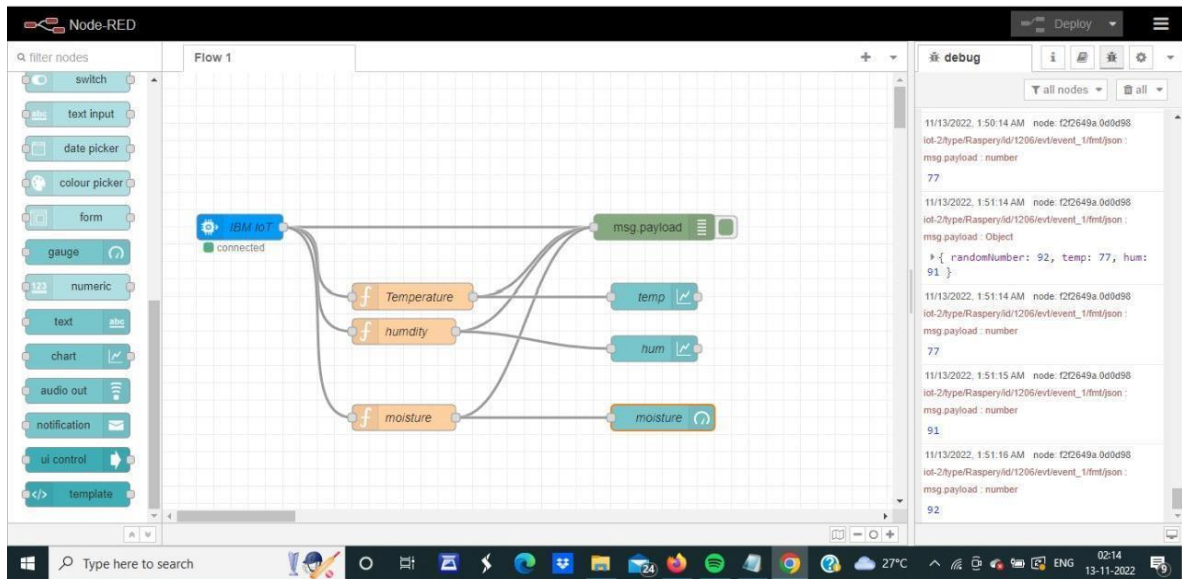 Node-RED
Deploy
filter nodes
switch
abc text input
date picker
colour picker
form
gauge
123 numeric
text abc
chart
audio out
notification
ui control
</> template
Flow 1
IBM IoT
connected
msg.payload
f Temperature
temp
f humdity
hum
f moisture
moisture
debug
i
all nodes
all
11/13/2022, 1:50:14 AM node: f2f2649a.0d0d98
iot-2/type/Raspery/id/1206/evt/event_1/fmt/json :
msg.payload : number
77
11/13/2022, 1:51:14 AM node: f2f2649a.0d0d98
iot-2/type/Raspery/id/1206/evt/event_1/fmt/json :
msg.payload : Object
{ randomNumber: 92, temp: 77, hum:
91 }
11/13/2022, 1:51:14 AM node: f2f2649a.0d0d98
iot-2/type/Raspery/id/1206/evt/event_1/fmt/json :
msg.payload : number
77
11/13/2022, 1:51:15 AM node: f2f2649a.0d0d98
iot-2/type/Raspery/id/1206/evt/event_1/fmt/json :
msg.payload : number
91
11/13/2022, 1:51:16 AM node: f2f2649a.0d0d98
iot-2/type/Raspery/id/1206/evt/event_1/fmt/json :
msg.payload : number
92
Type here to search
24
27°C
ENG
02:14
13-11-2022